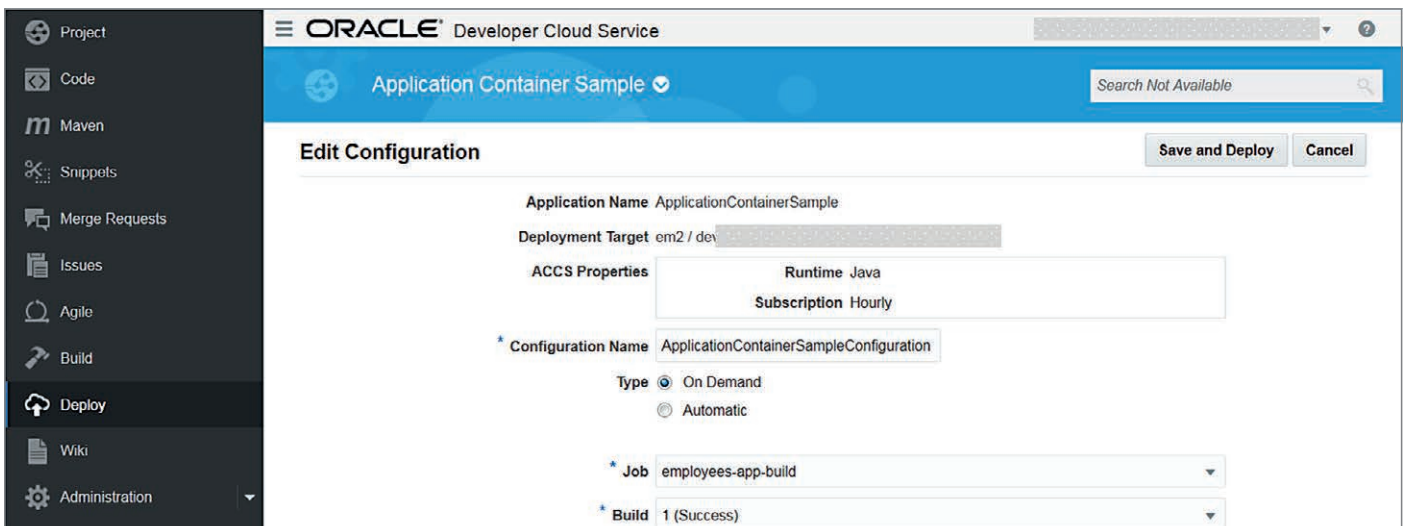 Project
Code
Maven
Snippets
Merge Requests
Issues
Agile
Build
Deploy
Wiki
Administration
ORACLE® Developer Cloud Service
Application Container Sample
Search Not Available
Edit Configuration
Save and Deploy
Cancel
Application Name ApplicationContainerSample
Deployment Target em2 / dev
ACCS Properties
Runtime Java
Subscription Hourly
* Configuration Name ApplicationContainerSampleConfiguration
Type On Demand
Automatic
* Job employees-app-build
* Build 1 (Success)